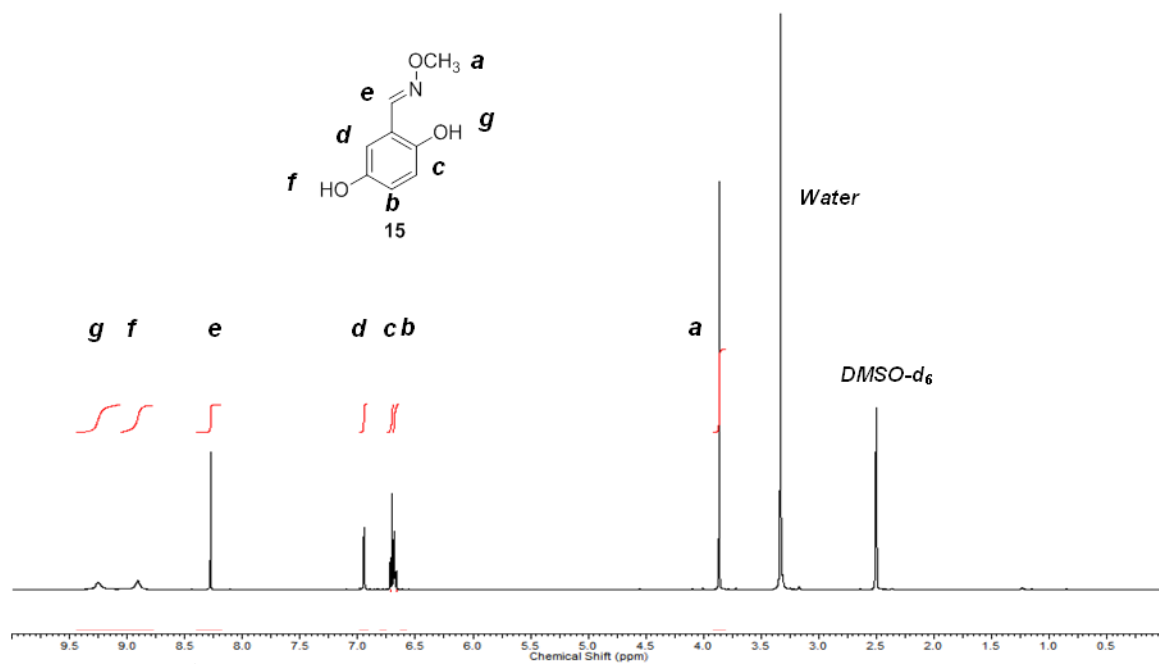 OCH3 a
e N
d OH g
f HO c
b
15
Water
g f e d c b a
DMSO-d6
9.5 9.0 8.5 8.0 7.5 7.0 6.5 6.0 5.5 5.0 4.5 4.0 3.5 3.0 2.5 2.0 1.5 1.0 0.5
Chemical Shift (ppm)